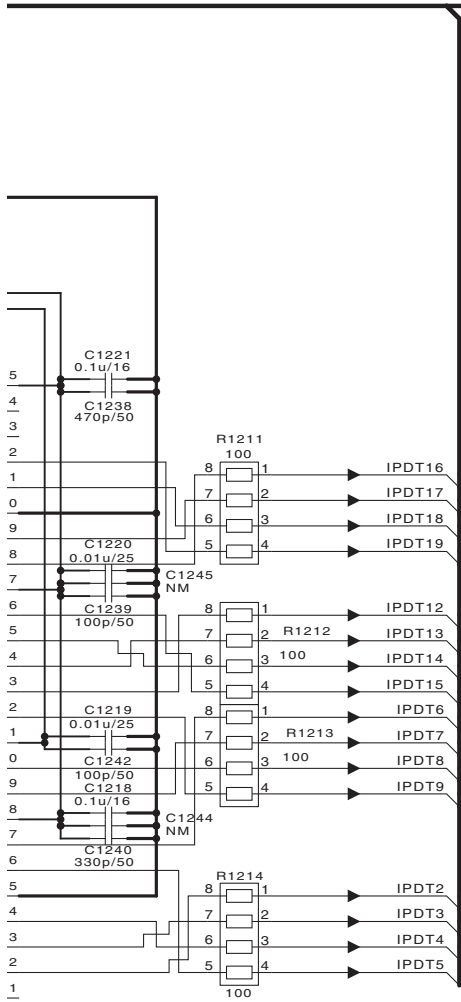 C1221
0.1u/16
5
C1238
4
470p/50
3
R1211
100
2
8 1 IPDT16
1
7 2 IPDT17
0
6 3 IPDT18
9
C1220
5 4 IPDT19
8
0.01u/25
C1245
7
NM
6
C1239
100p/50
8 1 IPDT12
5
7 2 R1212 IPDT13
4
6 3 100 IPDT14
3
5 4 IPDT15
2
C1219
0.01u/25
8 1 IPDT6
1
7 2 R1213 IPDT7
0
C1242
100p/50
6 3 100 IPDT8
9
C1218
0.1u/16
5 4 IPDT9
8
C1244
NM
7
C1240
330p/50
6
R1214
5
8 1 IPDT2
4
7 2 IPDT3
3
6 3 IPDT4
2
5 4 IPDT5
1
100